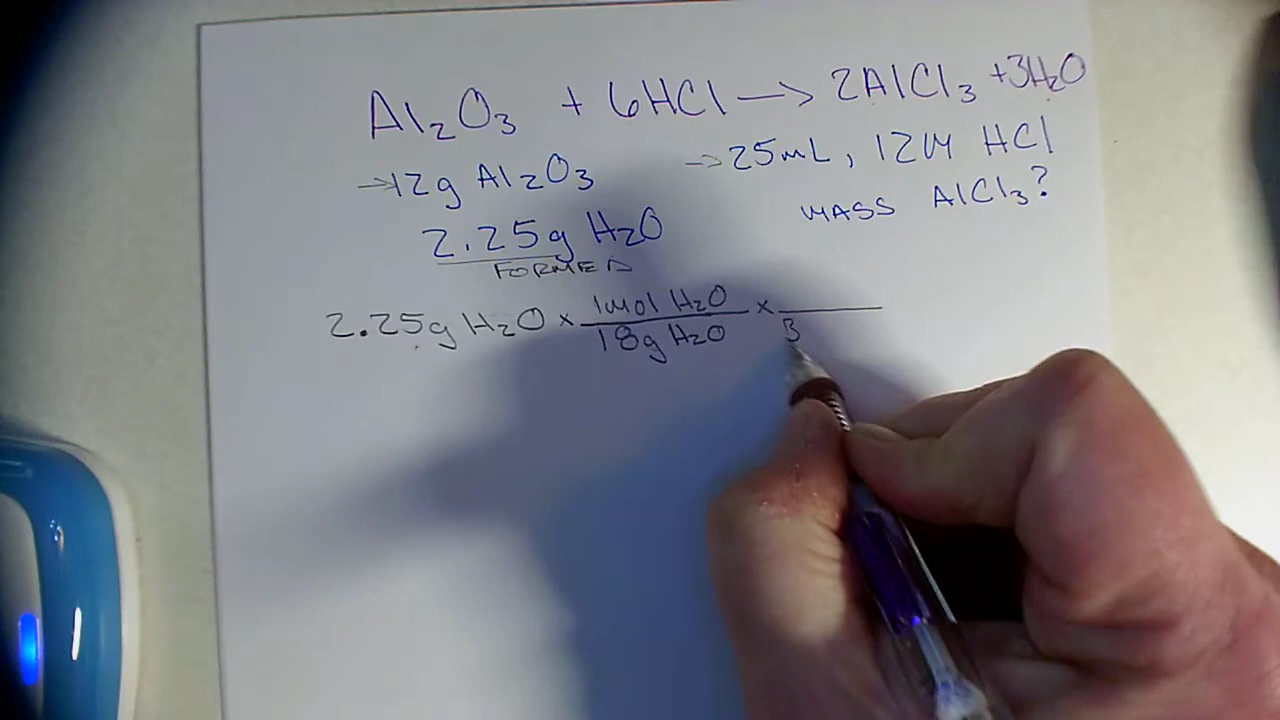 Al₂O₃ + 6HCl → 2AlCl₃ + 3H₂O
→12g Al₂O₃ → 25mL, 12M HCl
2.25g H₂O MASS AlCl₃?
FORMED
2.25g H₂O × 1mol H₂O / 18g H₂O × ____ / 3